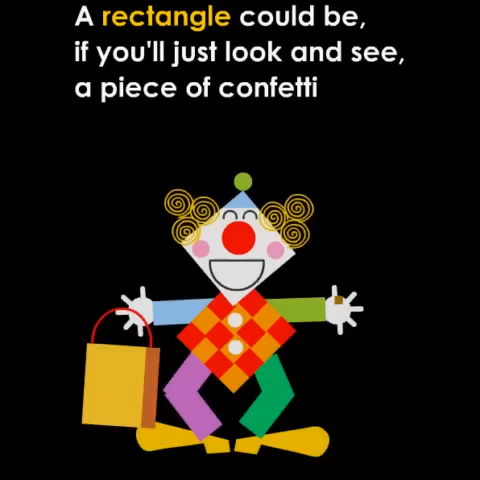 A rectangle could be,
if you'll just look and see,
a piece of confetti